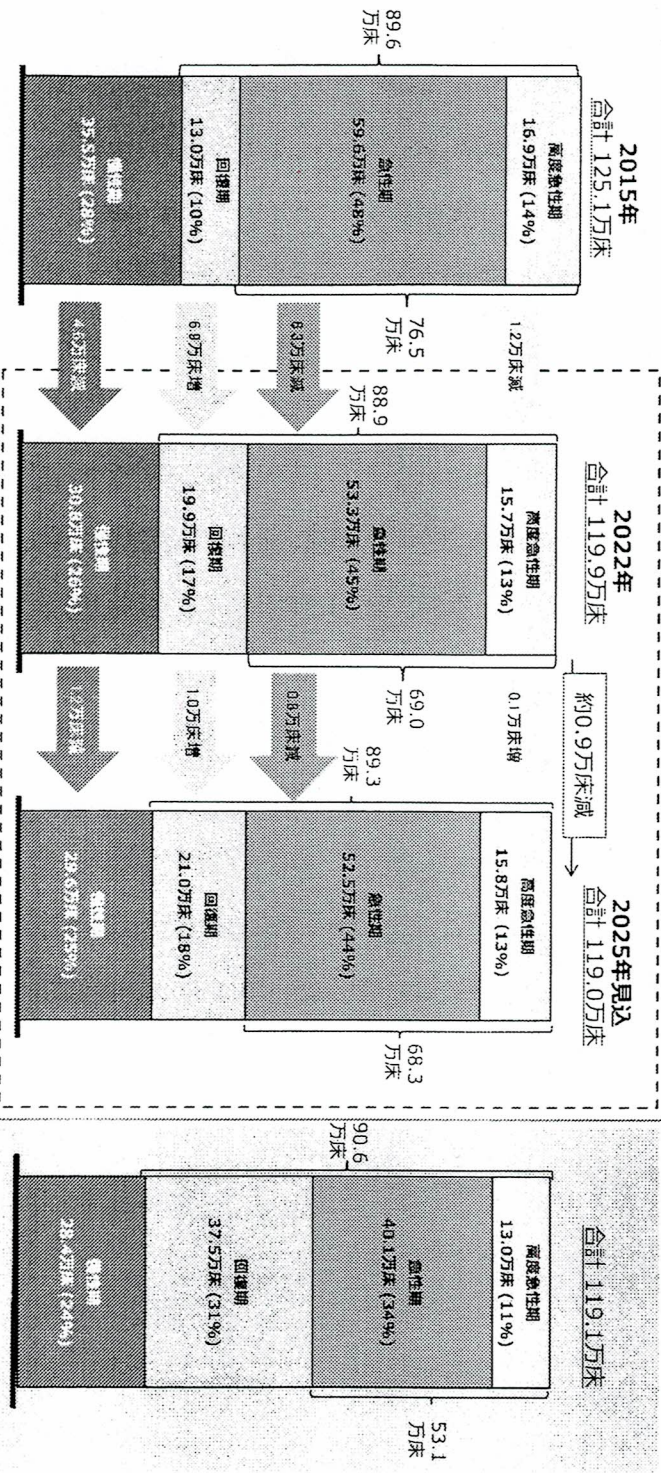 2015年
合計 125.1万床
89.6
万床
76.5
万床
高度急性期
16.9万床 (14%)
急性期
59.6万床 (48%)
回復期
13.0万床 (10%)
慢性期
35.5万床 (28%)
1.2万床減
6.3万床減
6.8万床増
2022年
合計 119.9万床
88.9
万床
69.0
万床
高度急性期
15.7万床 (13%)
急性期
53.3万床 (45%)
回復期
19.9万床 (17%)
慢性期
約0.9万床減
0.1万床増
0.8万床減
1.0万床増
2025年見込
合計 119.0万床
89.3
万床
68.3
万床
高度急性期
15.8万床 (13%)
急性期
52.5万床 (44%)
回復期
21.0万床 (18%)
慢性期
29.6万床 (25%)
合計 119.1万床
90.6
万床
53.1
万床
高度急性期
13.0万床 (11%)
急性期
40.1万床 (34%)
回復期
37.5万床 (31%)
慢性期
28.4万床 (24%)